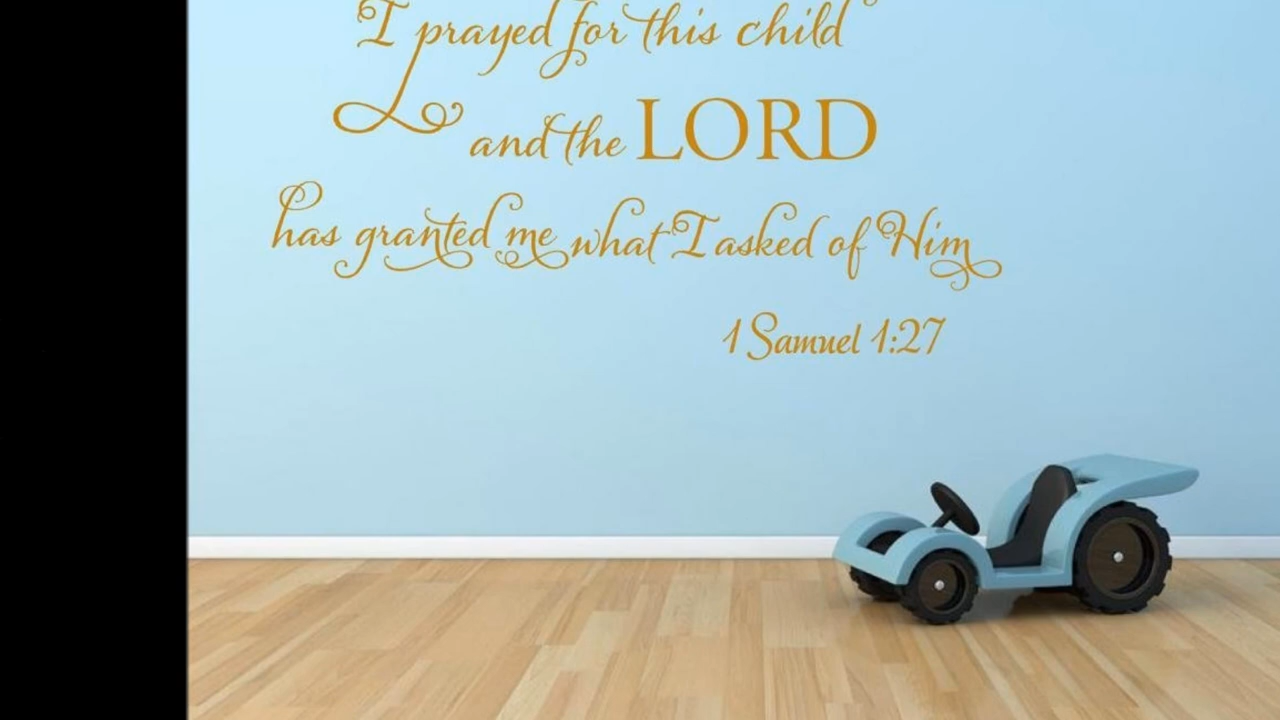 I prayed for this child
and the LORD
has granted me what I asked of Him
1 Samuel 1:27